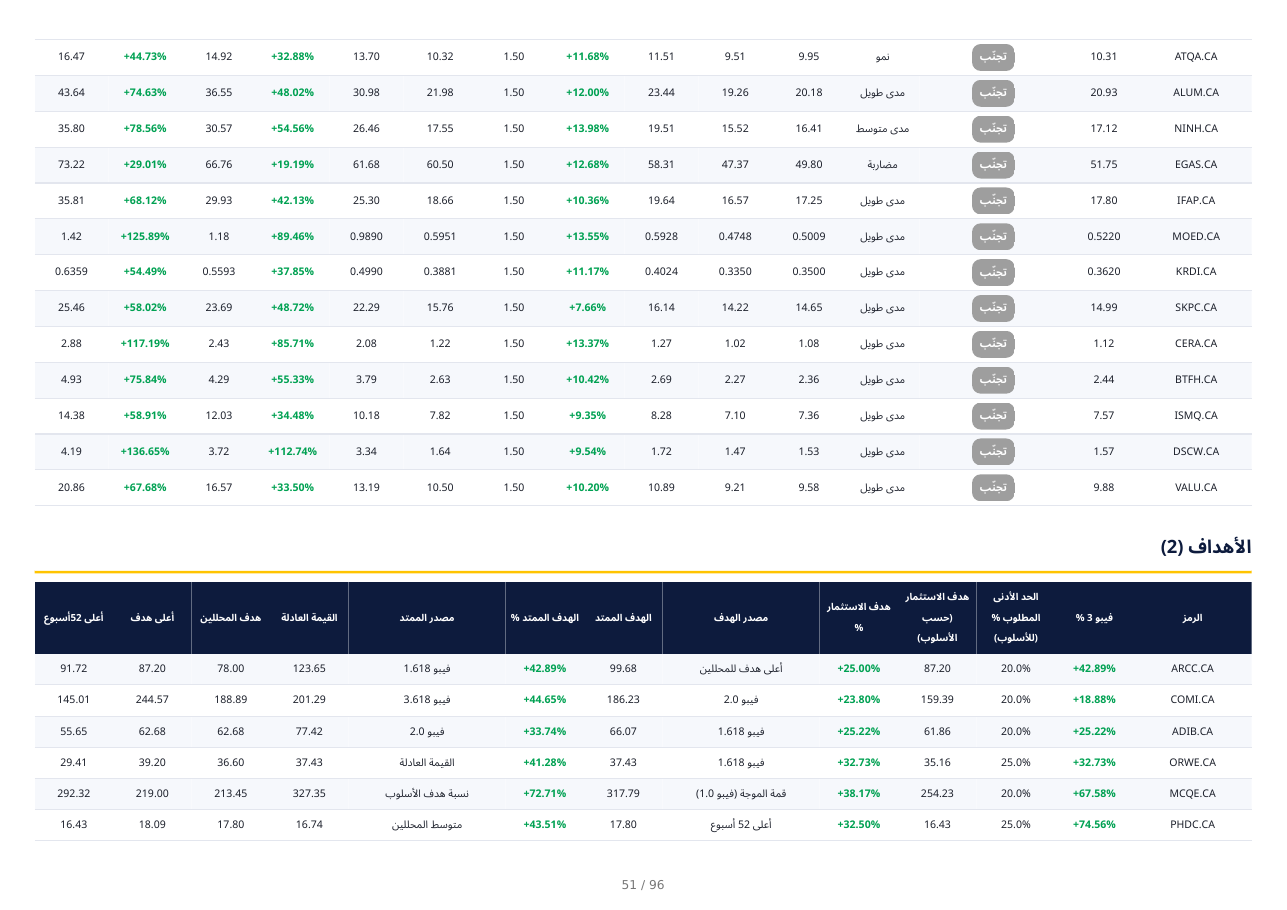 ATQA.CA 10.31 تجنّب نمو 9.95 9.51 11.51 +11.68% 1.50 10.32 13.70 +32.88% 14.92 +44.73% 16.47
ALUM.CA 20.93 تجنّب مدى طويل 20.18 19.26 23.44 +12.00% 1.50 21.98 30.98 +48.02% 36.55 +74.63% 43.64
NINH.CA 17.12 تجنّب مدى متوسط 16.41 15.52 19.51 +13.98% 1.50 17.55 26.46 +54.56% 30.57 +78.56% 35.80
EGAS.CA 51.75 تجنّب مضاربة 49.80 47.37 58.31 +12.68% 1.50 60.50 61.68 +19.19% 66.76 +29.01% 73.22
IFAP.CA 17.80 تجنّب مدى طويل 17.25 16.57 19.64 +10.36% 1.50 18.66 25.30 +42.13% 29.93 +68.12% 35.81
MOED.CA 0.5220 تجنّب مدى طويل 0.5009 0.4748 0.5928 +13.55% 1.50 0.5951 0.9890 +89.46% 1.18 +125.89% 1.42
KRDI.CA 0.3620 تجنّب مدى طويل 0.3500 0.3350 0.4024 +11.17% 1.50 0.3881 0.4990 +37.85% 0.5593 +54.49% 0.6359
SKPC.CA 14.99 تجنّب مدى طويل 14.65 14.22 16.14 +7.66% 1.50 15.76 22.29 +48.72% 23.69 +58.02% 25.46
CERA.CA 1.12 تجنّب مدى طويل 1.08 1.02 1.27 +13.37% 1.50 1.22 2.08 +85.71% 2.43 +117.19% 2.88
BTFH.CA 2.44 تجنّب مدى طويل 2.36 2.27 2.69 +10.42% 1.50 2.63 3.79 +55.33% 4.29 +75.84% 4.93
ISMQ.CA 7.57 تجنّب مدى طويل 7.36 7.10 8.28 +9.35% 1.50 7.82 10.18 +34.48% 12.03 +58.91% 14.38
DSCW.CA 1.57 تجنّب مدى طويل 1.53 1.47 1.72 +9.54% 1.50 1.64 3.34 +112.74% 3.72 +136.65% 4.19
VALU.CA 9.88 تجنّب مدى طويل 9.58 9.21 10.89 +10.20% 1.50 10.50 13.19 +33.50% 16.57 +67.68% 20.86
الأهداف (2)
الرمز فيبو 3 % الحد الأدنى المطلوب % (للأسلوب) هدف الاستثمار (حسب الأسلوب) هدف الاستثمار % مصدر الهدف الهدف الممتد الهدف الممتد % مصدر الممتد القيمة العادلة هدف المحللين أعلى هدف أعلى 52أسبوع
ARCC.CA +42.89% 20.0% 87.20 +25.00% أعلى هدف للمحللين 99.68 +42.89% فيبو 1.618 123.65 78.00 87.20 91.72
COMI.CA +18.88% 20.0% 159.39 +23.80% فيبو 2.0 186.23 +44.65% فيبو 3.618 201.29 188.89 244.57 145.01
ADIB.CA +25.22% 20.0% 61.86 +25.22% فيبو 1.618 66.07 +33.74% فيبو 2.0 77.42 62.68 62.68 55.65
ORWE.CA +32.73% 25.0% 35.16 +32.73% فيبو 1.618 37.43 +41.28% القيمة العادلة 37.43 36.60 39.20 29.41
MCQE.CA +67.58% 20.0% 254.23 +38.17% قمة الموجة (فيبو 1.0) 317.79 +72.71% نسبة هدف الأسلوب 327.35 213.45 219.00 292.32
PHDC.CA +74.56% 25.0% 16.43 +32.50% أعلى 52 أسبوع 17.80 +43.51% متوسط المحللين 16.74 17.80 18.09 16.43
51 / 96